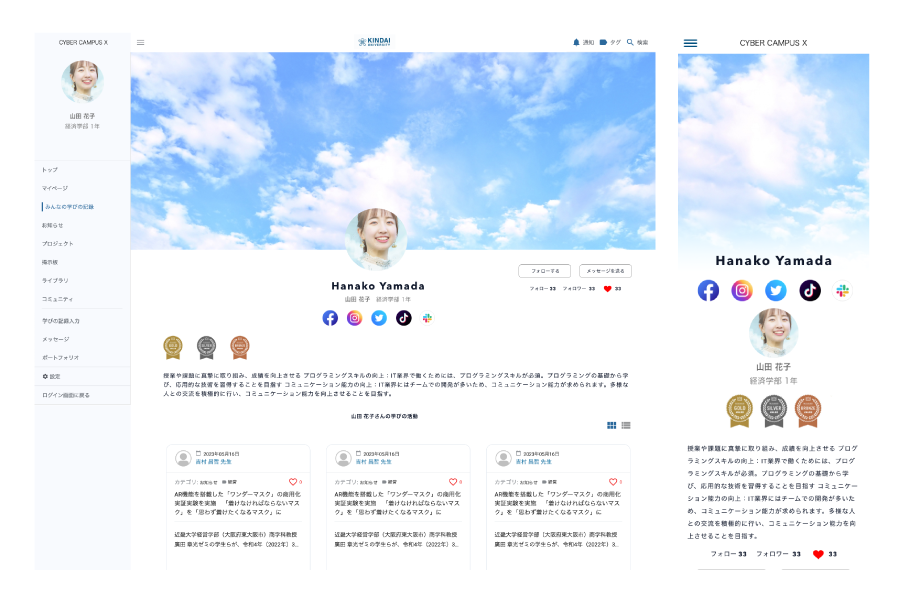 CYBER CAMPUS X
山田 花子
経済学部 1年
トップ
マイページ
みんなの学びの記録
お知らせ
プロジェクト
掲示板
ライブラリ
コミュニティ
学びの記録入力
メッセージ
ポートフォリオ
設定
ログイン画面に戻る
KINDAI
UNIVERSITY
通知 タグ 検索
フォローする メッセージを送る
フォロー 33 フォロワー 33 33
Hanako Yamada
山田 花子 経済学部 1年
GOLD SILVER BRONZE
授業や課題に真摯に取り組み、成績を向上させる プログラミングスキルの向上：IT業界で働くためには、プログラミングスキルが必須。プログラミングの基礎から学
び、応用的な技術を習得することを目指す コミュニケーション能力の向上：IT業界にはチームでの開発が多いため、コミュニケーション能力が求められます。多様な
人との交流を積極的に行い、コミュニケーション能力を向上させることを目指す。
山田 花子さんの学びの活動
2023年05月16日
吉村 昌哲 先生
カテゴリ: お知らせ 経営 0
AR機能を搭載した「ワンダーマスク」の商用化
実証実験を実施 「着けなければならないマス
ク」を「思わず着けたくなるマスク」に
近畿大学経営学部（大阪府東大阪市）商学科教授
廣田 章光ゼミの学生らが、令和4年（2022年）3...
2023年05月16日
吉村 昌哲 先生
カテゴリ: お知らせ 経営 0
AR機能を搭載した「ワンダーマスク」の商用化
実証実験を実施 「着けなければならないマス
ク」を「思わず着けたくなるマスク」に
近畿大学経営学部（大阪府東大阪市）商学科教授
廣田 章光ゼミの学生らが、令和4年（2022年）3...
2023年05月16日
吉村 昌哲 先生
カテゴリ: お知らせ 経営
AR機能を搭載した「ワンダーマスク」の商用化
実証実験を実施 「着けなければならないマス
ク」を「思わず着けたくなるマスク」に
近畿大学経営学部（大阪府東大阪市）商学科教授
廣田 章光ゼミの学生らが、令和4年（2022年）3...
CYBER CAMPUS X
Hanako Yamada
山田 花子
経済学部 1年
GOLD SILVER BRONZE
授業や課題に真摯に取り組み、成績を向上させる プログ
ラミングスキルの向上：IT業界で働くためには、プログ
ラミングスキルが必須。プログラミングの基礎から学
び、応用的な技術を習得することを目指す コミュニケー
ション能力の向上：IT業界にはチームでの開発が多いた
め、コミュニケーション能力が求められます。多様な人
との交流を積極的に行い、コミュニケーション能力を向
上させることを目指す。
フォロー 33 フォロワー 33 33